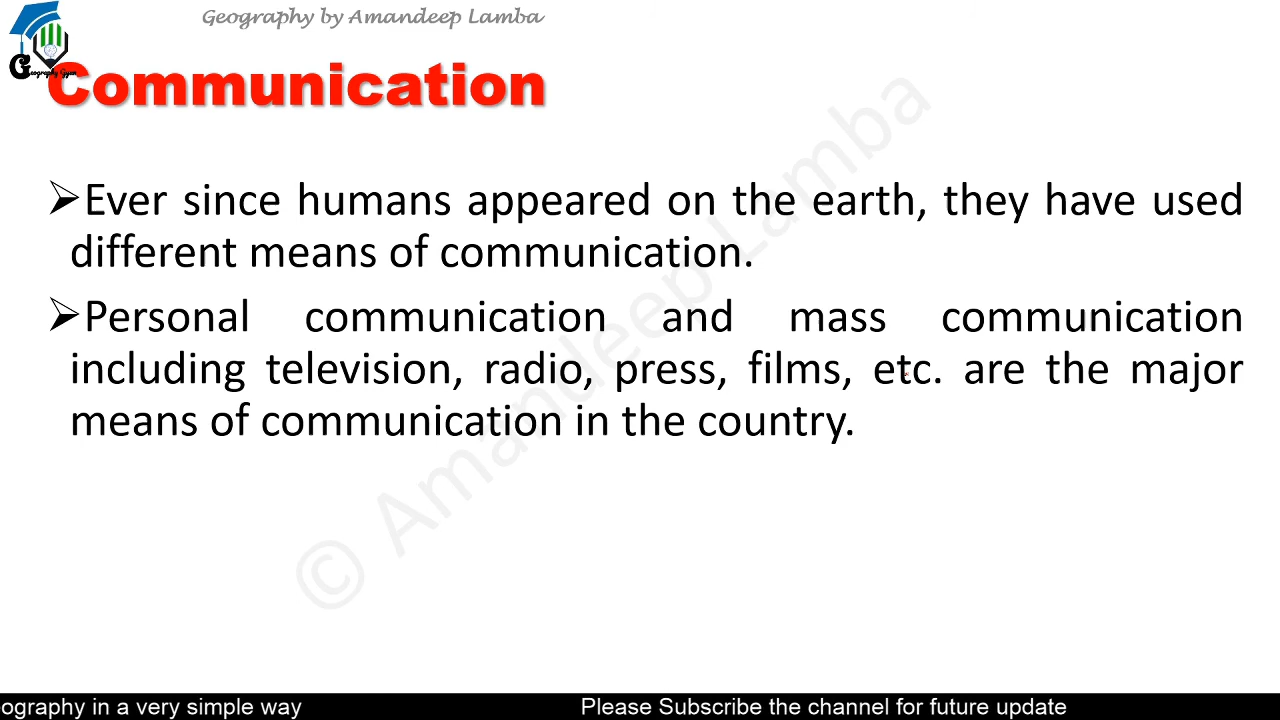 Geography by Amandeep Lamba
Geography Gyan
Communication
➢Ever since humans appeared on the earth, they have used
different means of communication.
➢Personal communication and mass communication
including television, radio, press, films, etc. are the major
means of communication in the country.
© Amandeep Lamba
ography in a very simple way
Please Subscribe the channel for future update